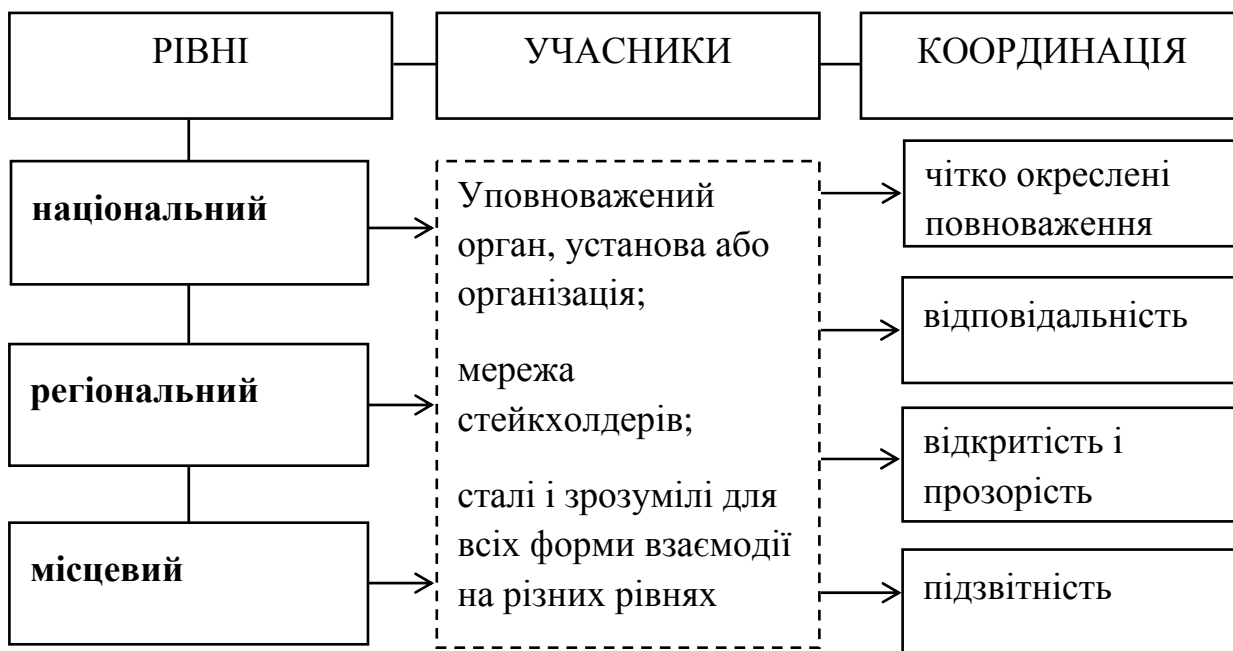 РІВНІ
УЧАСНИКИ
КООРДИНАЦІЯ
національний
регіональний
місцевий
Уповноважений
орган, установа або
організація;
мережа
стейкхолдерів;
сталі і зрозумілі для
всіх форми взаємодії
на різних рівнях
чітко окреслені
повноваження
відповідальність
відкритість і
прозорість
підзвітність